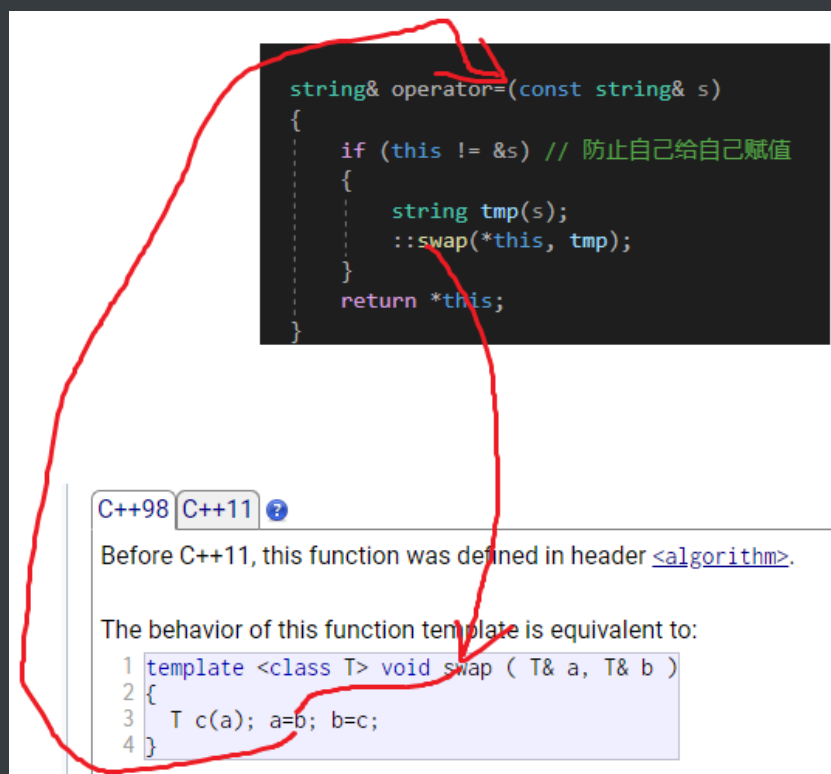 string& operator=(const string& s)
{
if (this != &s) // 防止自己给自己赋值
{
string tmp(s);
::swap(*this, tmp);
}
return *this;
}
C++98 C++11 ?
Before C++11, this function was defined in header <algorithm>.
The behavior of this function template is equivalent to:
1 template <class T> void swap ( T& a, T& b )
2 {
3 T c(a); a=b; b=c;
4 }